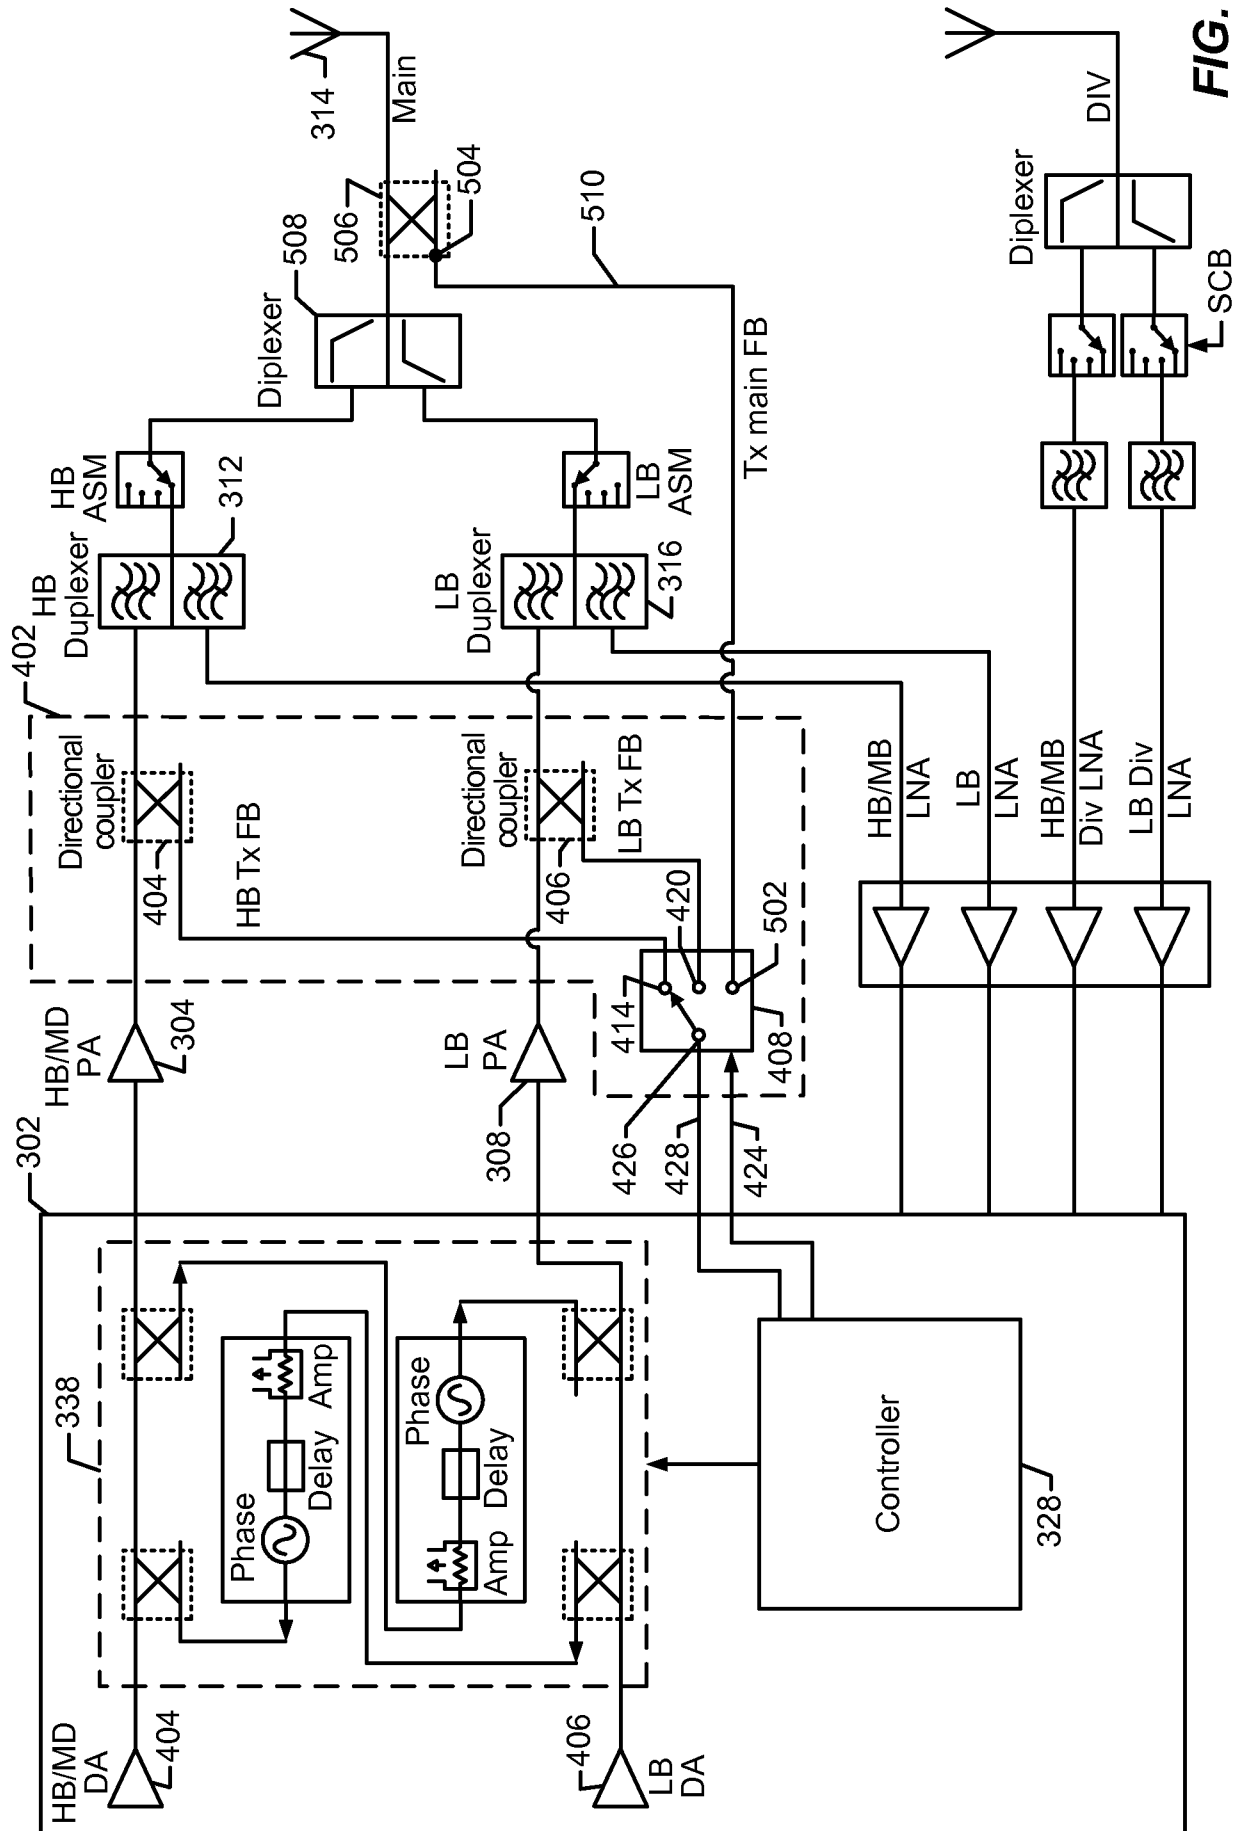 HB/MD
DA
404
406
LB
DA
338
302
Phase
Delay
Amp
Amp
Delay
Phase
Controller
328
HB/MD
PA
304
LB
PA
308
426
428
424
414
408
420
502
402
Directional
coupler
404
HB Tx FB
Directional
coupler
406
LB Tx FB
HB
Duplexer
312
HB
ASM
LB
Duplexer
316
LB
ASM
Diplexer
508
506
504
510
Tx main FB
314
Main
HB/MB
LNA
LB
LNA
HB/MB
Div LNA
LB Div
LNA
SCB
Diplexer
DIV
FIG.